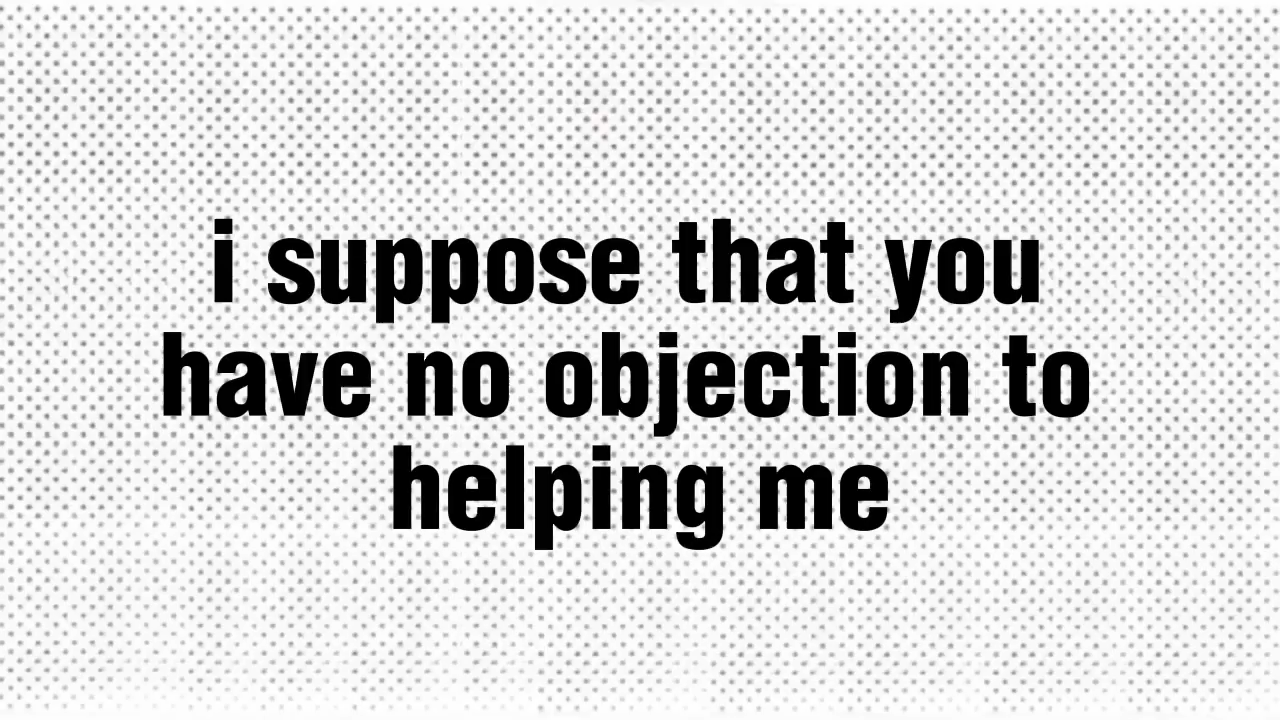 i suppose that you
have no objection to
helping me